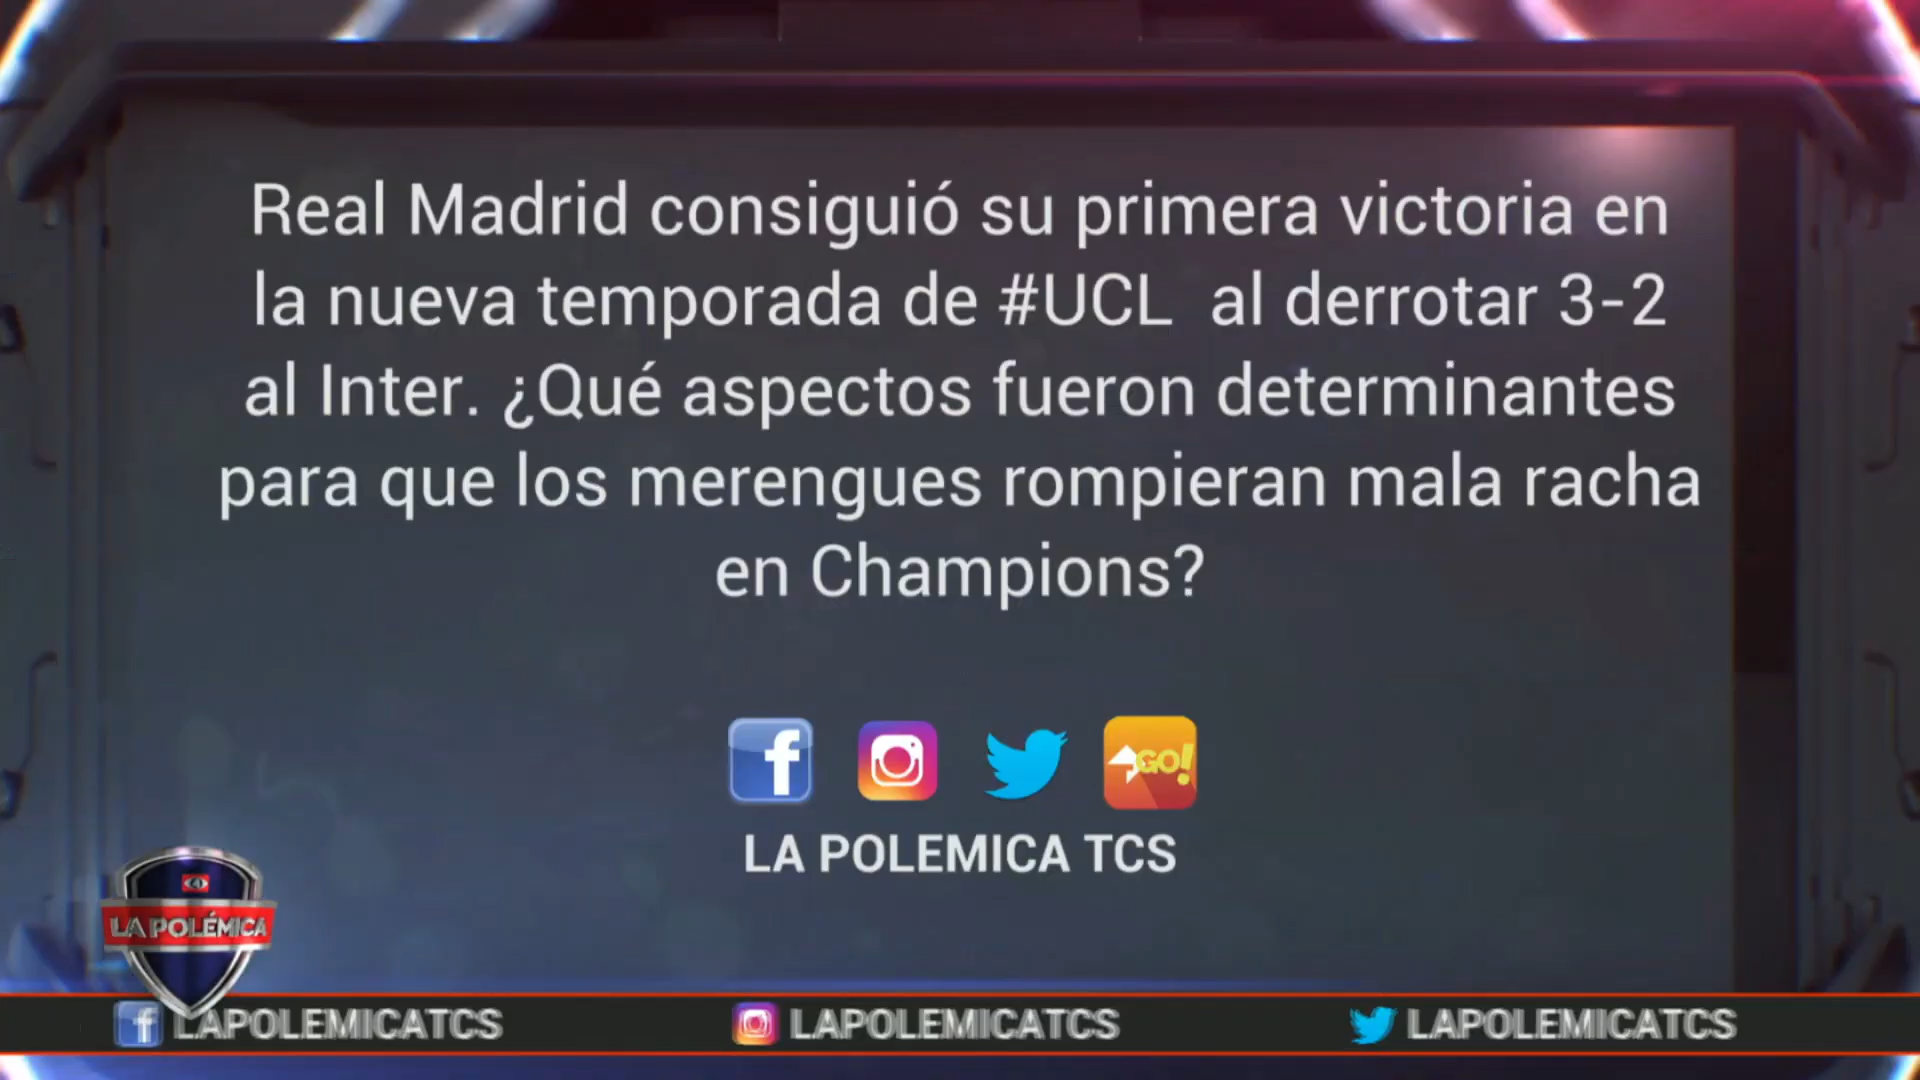 Real Madrid consiguió su primera victoria en
la nueva temporada de #UCL al derrotar 3-2
al Inter. ¿Qué aspectos fueron determinantes
para que los merengues rompieran mala racha
en Champions?
GO!
LA POLEMICA TCS
4
LA POLÉMICA
LAPOLEMICATCS LAPOLEMICATCS LAPOLEMICATCS